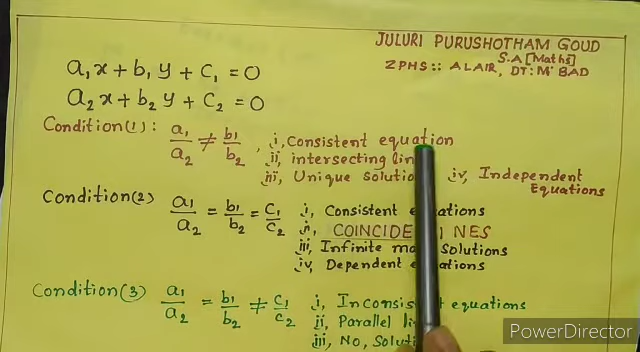 JULURI PURUSHOTHAM GOUD
S.A [Maths]
ZPHS :: ALAIR, DT: M' BAD
a₁x + b₁y + c₁ = 0
a₂x + b₂y + c₂ = 0
Condition(1): a₁/a₂ ≠ b₁/b₂ , i, Consistent equation
ii, intersecting
iii, Unique iv, Independent
Equations
Condition(2) a₁/a₂ = b₁/b₂ = c₁/c₂ i, Consistent
ii, COINCIDE
iii, Infinite Solutions
iv, Dependent
Condition(3) a₁/a₂ = b₁/b₂ ≠ c₁/c₂ i, equations
ii, Parallel
iii, No,
PowerDirector